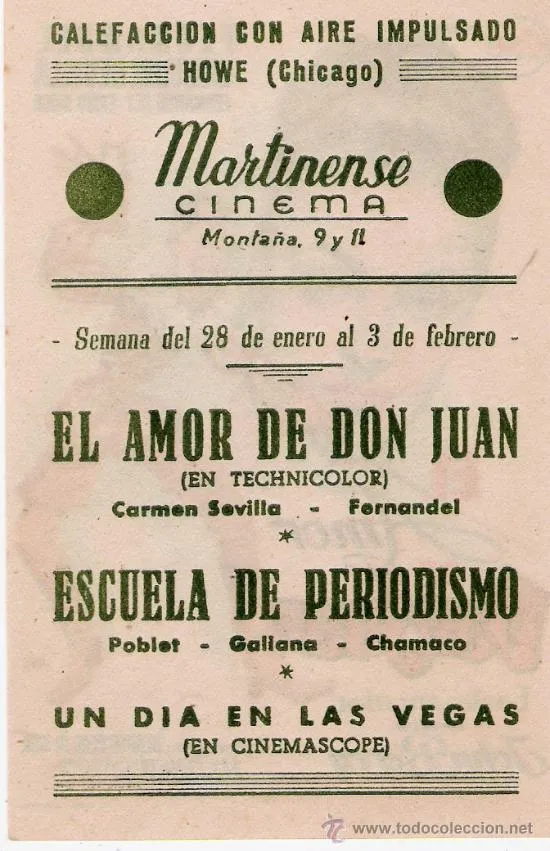 CALEFACCION CON AIRE IMPULSADO
HOWE (Chicago)
Martinense
CINEMA
Montaña, 9 y 11
- Semana del 28 de enero al 3 de febrero -
EL AMOR DE DON JUAN
(EN TECHNICOLOR)
Carmen Sevilla - Fernandel
*
ESCUELA DE PERIODISMO
Poblet - Galiana - Chamaco
*
UN DIA EN LAS VEGAS
(EN CINEMASCOPE)
www.todocoleccion.net